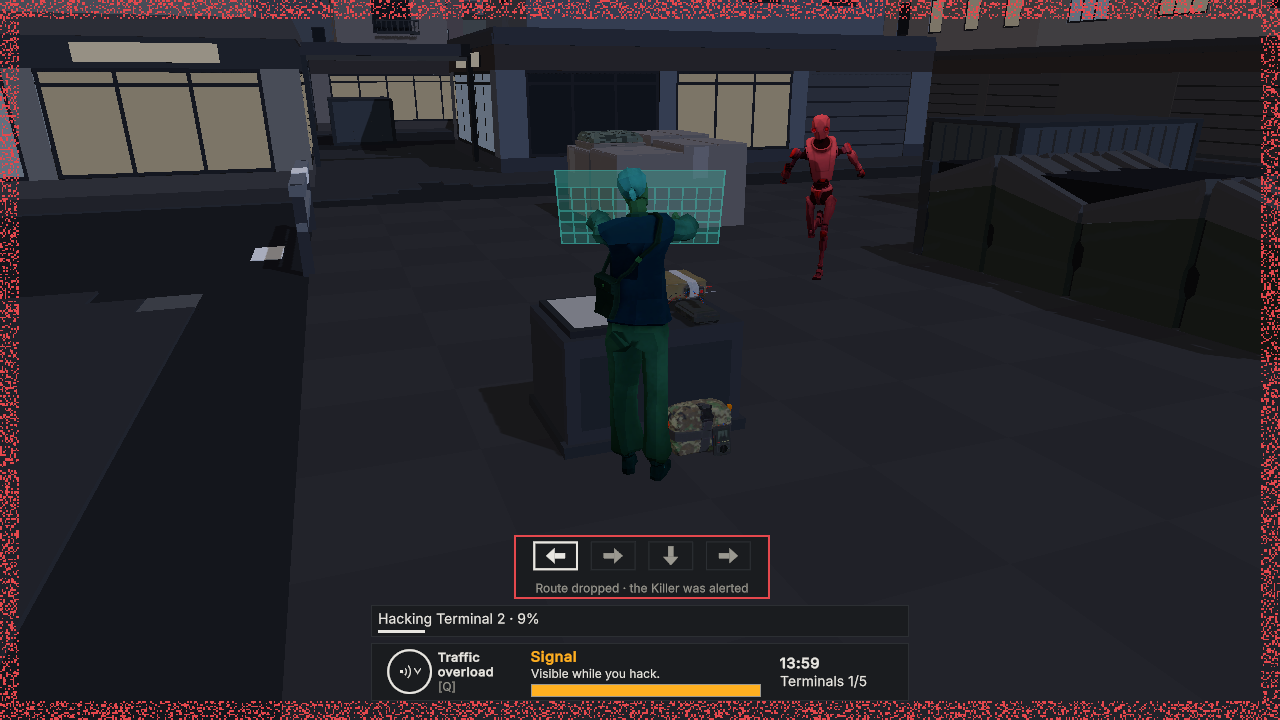 Route dropped · the Killer was alerted
Hacking Terminal 2 · 9%
Traffic
overload
[Q]
Signal
Visible while you hack.
13:59
Terminals 1/5